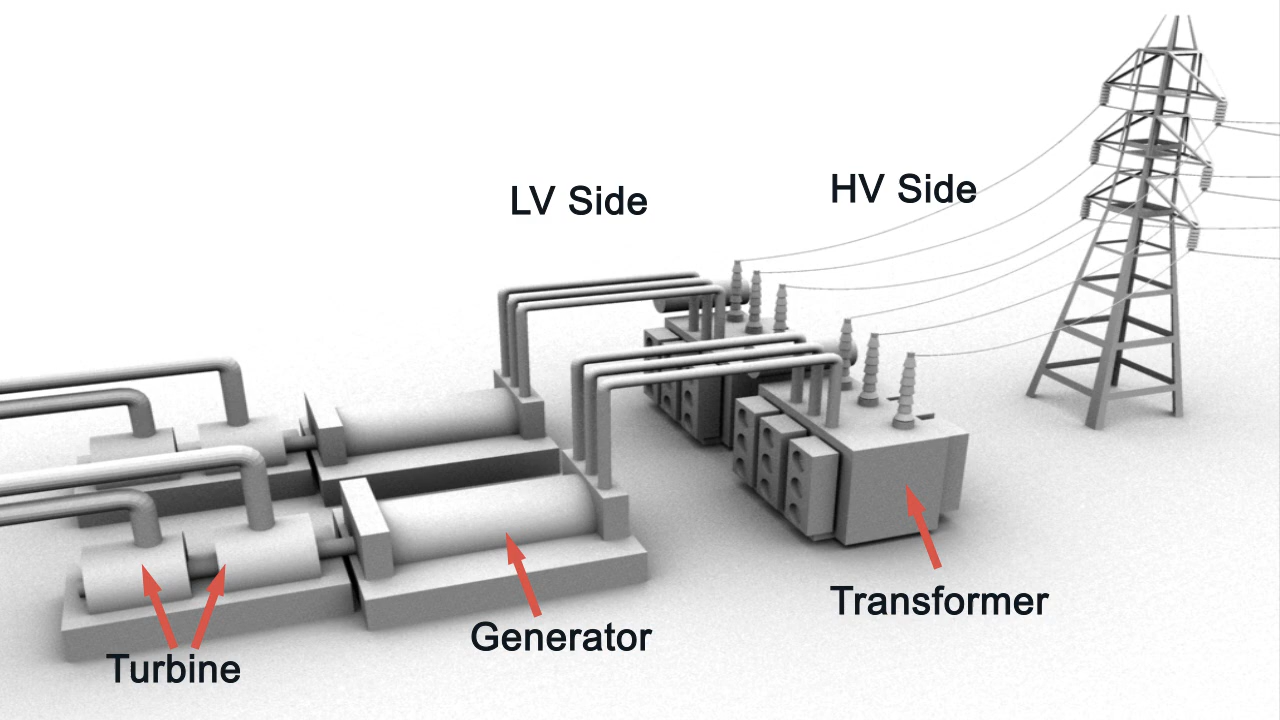 HV Side
LV Side
Transformer
Generator
Turbine